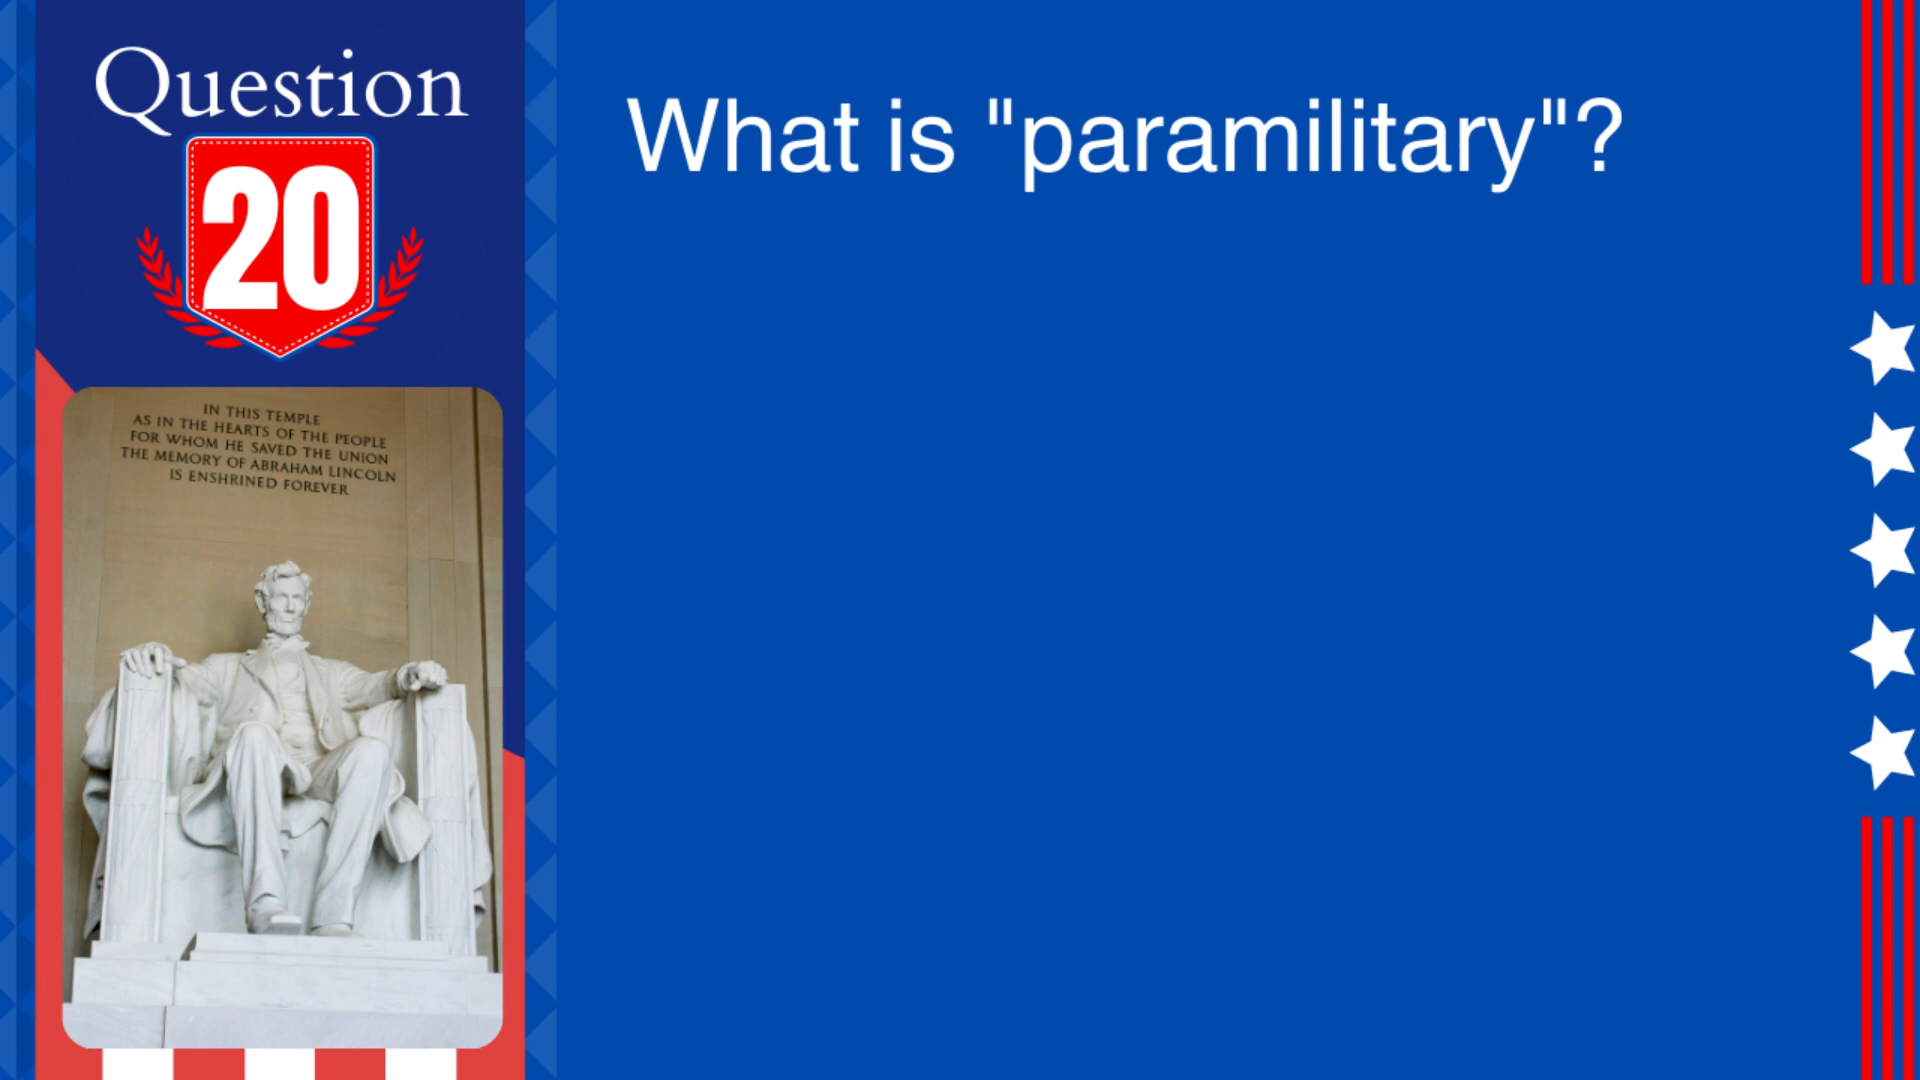 Question
20
What is "paramilitary"?
IN THIS TEMPLE
AS IN THE HEARTS OF THE PEOPLE
FOR WHOM HE SAVED THE UNION
THE MEMORY OF ABRAHAM LINCOLN
IS ENSHRINED FOREVER